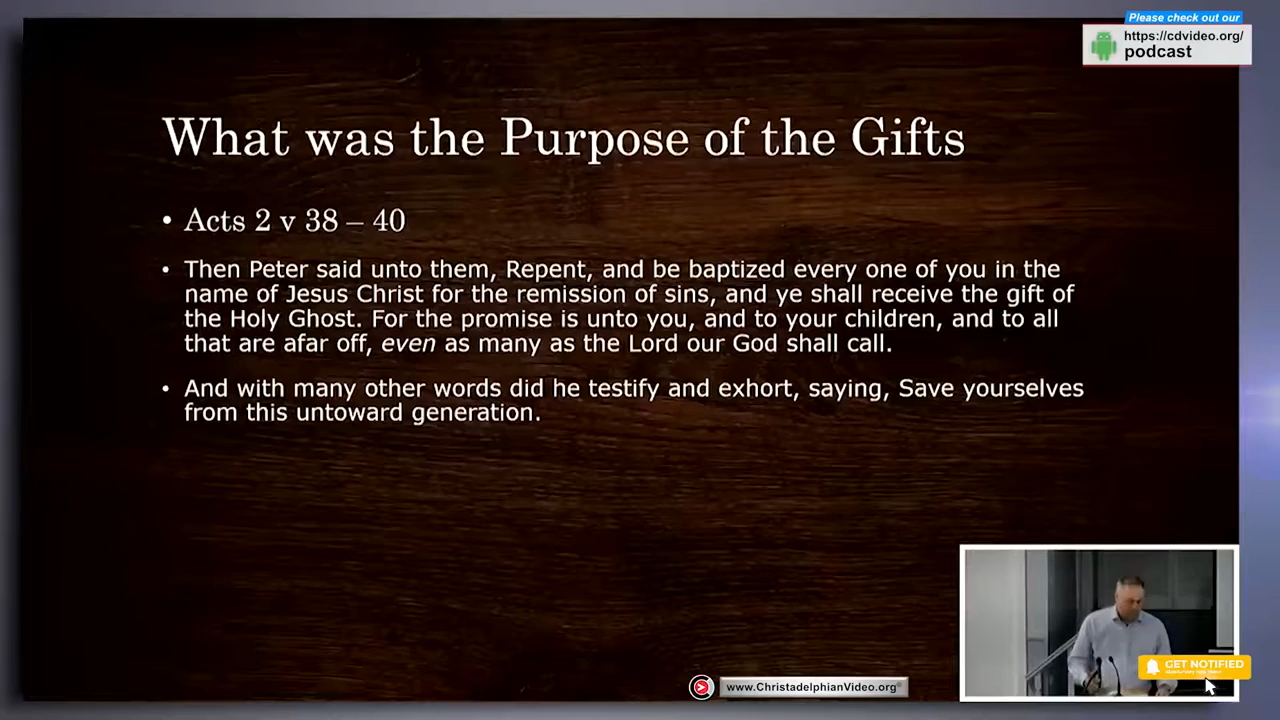 Please check out our
https://cdvideo.org/
podcast
What was the Purpose of the Gifts
• Acts 2 v 38 – 40
• Then Peter said unto them, Repent, and be baptized every one of you in the
name of Jesus Christ for the remission of sins, and ye shall receive the gift of
the Holy Ghost. For the promise is unto you, and to your children, and to all
that are afar off, even as many as the Lord our God shall call.
• And with many other words did he testify and exhort, saying, Save yourselves
from this untoward generation.
GET NOTIFIED
www.ChristadelphianVideo.org